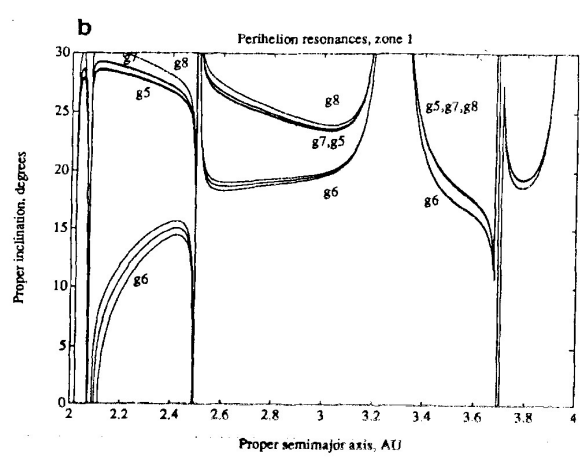 b
Perihelion resonances, zone 1
30
25
20
15
10
5
0
Proper inclination, degrees
g7
g8
g5
g6
g8
g7,g5
g6
g5,g7,g8
g6
2
2.2
2.4
2.6
2.8
3
3.2
3.4
3.6
3.8
4
Proper semimajor axis, AU